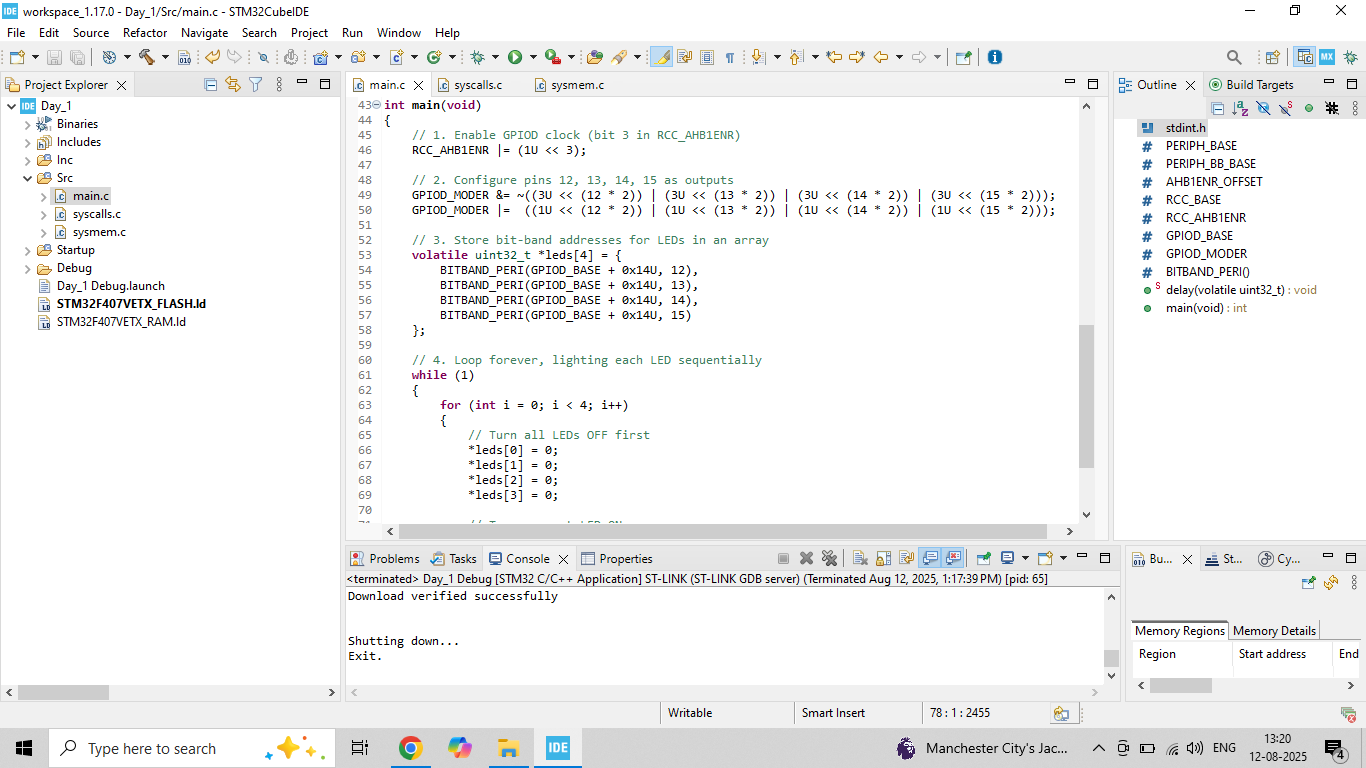 workspace_1.17.0 - Day_1/Src/main.c - STM32CubeIDE
File Edit Source Refactor Navigate Search Project Run Window Help
Project Explorer
Day_1
Binaries
Includes
Inc
Src
main.c
syscalls.c
sysmem.c
Startup
Debug
Day_1 Debug.launch
STM32F407VETX_FLASH.ld
STM32F407VETX_RAM.ld
main.c syscalls.c sysmem.c
43 int main(void)
44 {
45 // 1. Enable GPIOD clock (bit 3 in RCC_AHB1ENR)
46 RCC_AHB1ENR |= (1U << 3);
47
48 // 2. Configure pins 12, 13, 14, 15 as outputs
49 GPIOD_MODER &= ~((3U << (12 * 2)) | (3U << (13 * 2)) | (3U << (14 * 2)) | (3U << (15 * 2)));
50 GPIOD_MODER |=  ((1U << (12 * 2)) | (1U << (13 * 2)) | (1U << (14 * 2)) | (1U << (15 * 2)));
51
52 // 3. Store bit-band addresses for LEDs in an array
53 volatile uint32_t *leds[4] = {
54 BITBAND_PERI(GPIOD_BASE + 0x14U, 12),
55 BITBAND_PERI(GPIOD_BASE + 0x14U, 13),
56 BITBAND_PERI(GPIOD_BASE + 0x14U, 14),
57 BITBAND_PERI(GPIOD_BASE + 0x14U, 15)
58 };
59
60 // 4. Loop forever, lighting each LED sequentially
61 while (1)
62 {
63 for (int i = 0; i < 4; i++)
64 {
65 // Turn all LEDs OFF first
66 *leds[0] = 0;
67 *leds[1] = 0;
68 *leds[2] = 0;
69 *leds[3] = 0;
70
Outline Build Targets
stdint.h
PERIPH_BASE
PERIPH_BB_BASE
AHB1ENR_OFFSET
RCC_BASE
RCC_AHB1ENR
GPIOD_BASE
GPIOD_MODER
BITBAND_PERI()
delay(volatile uint32_t) : void
main(void) : int
Problems Tasks Console Properties
<terminated> Day_1 Debug [STM32 C/C++ Application] ST-LINK (ST-LINK GDB server) (Terminated Aug 12, 2025, 1:17:39 PM) [pid: 65]
Download verified successfully
Shutting down...
Exit.
Bu... St... Cy...
Memory Regions Memory Details
Region Start address End
Writable Smart Insert 78 : 1 : 2455
Type here to search
IDE
Manchester City's Jac...
ENG
13:20
12-08-2025
4